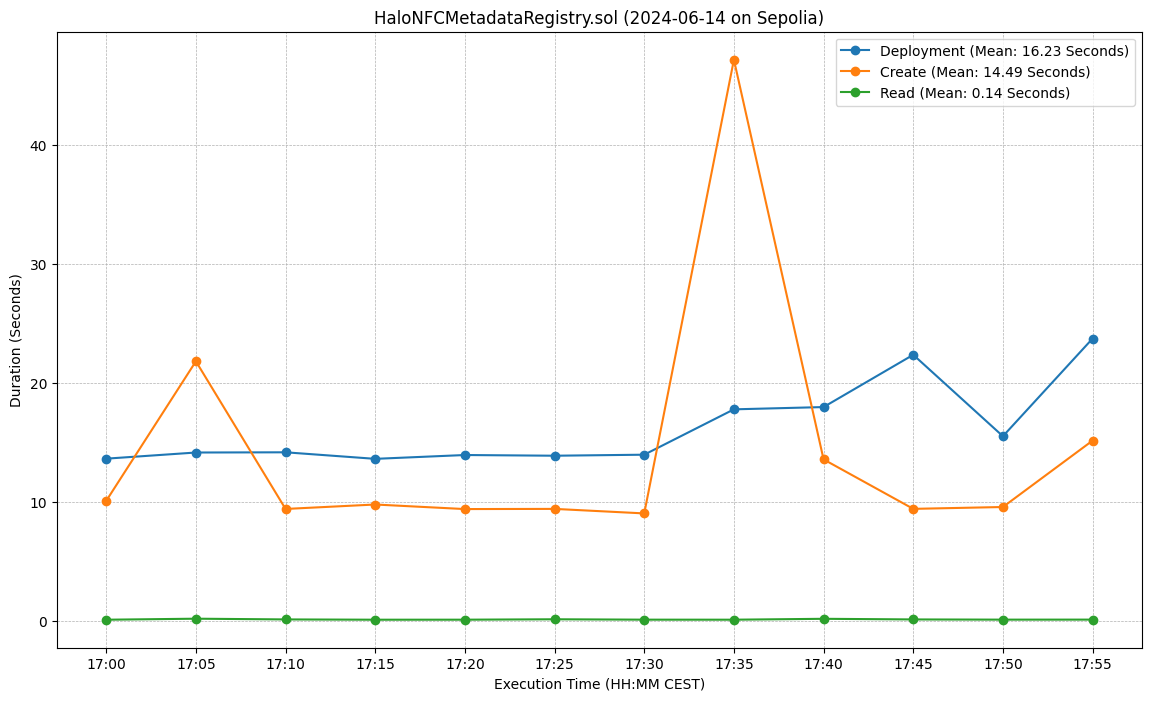 HaloNFCMetadataRegistry.sol (2024-06-14 on Sepolia)
Deployment (Mean: 16.23 Seconds)
Create (Mean: 14.49 Seconds)
Read (Mean: 0.14 Seconds)
Duration (Seconds)
40
30
20
10
0
17:00 17:05 17:10 17:15 17:20 17:25 17:30 17:35 17:40 17:45 17:50 17:55
Execution Time (HH:MM CEST)